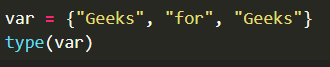 var = {"Geeks", "for", "Geeks"}
type(var)